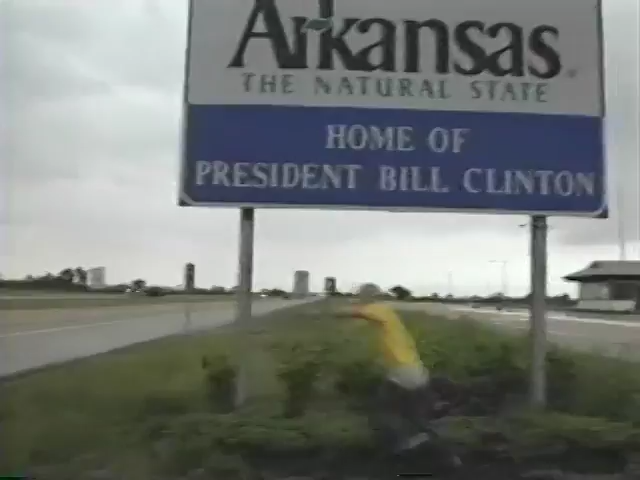 Arkansas
THE NATURAL STATE
HOME OF
PRESIDENT BILL CLINTON